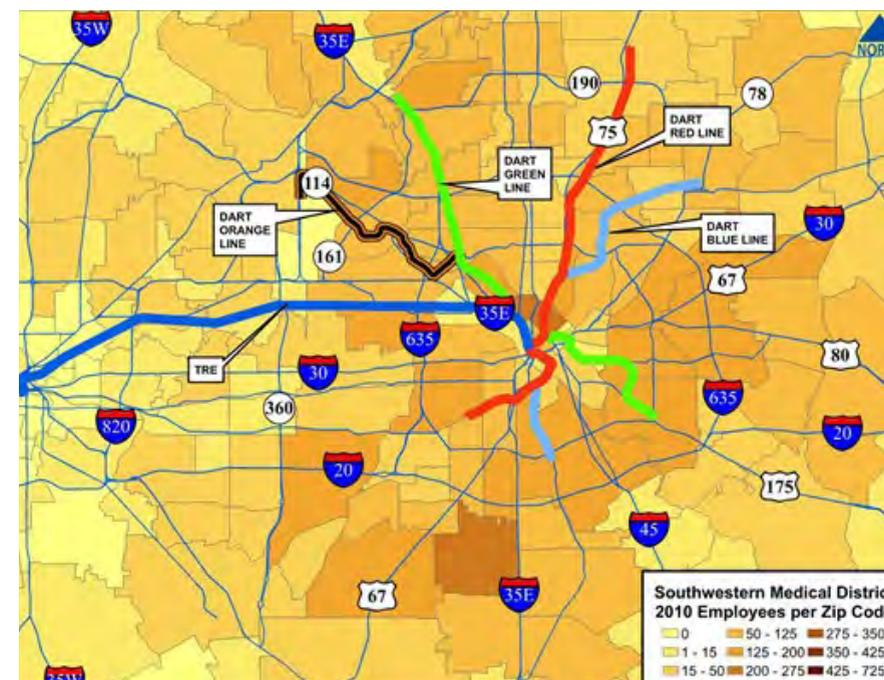 35W
35E
NOR
190
78
75
DART
RED LINE
DART
GREEN
LINE
114
DART
ORANGE
LINE
161
DART
BLUE LINE
30
67
35E
635
TRE
30
80
360
635
820
20
20
175
45
67
35E
Southwestern Medical Distric
2010 Employees per Zip Cod
0 50 - 125 275 - 350
1 - 15 125 - 200 350 - 425
15 - 50 200 - 275 425 - 725
35W